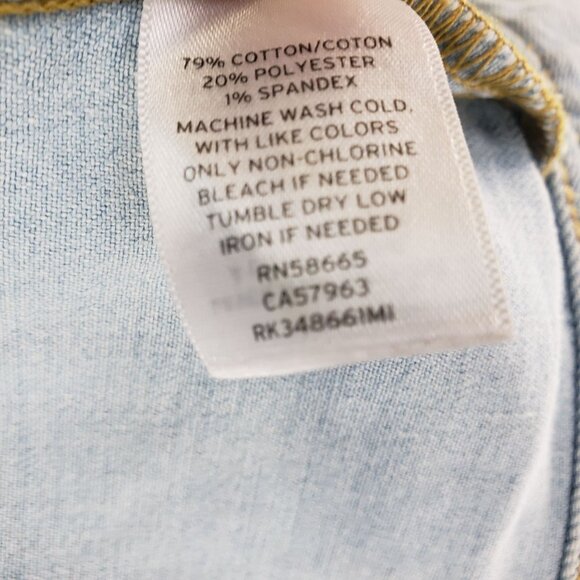 79% COTTON/COTON
20% POLYESTER
1% SPANDEX
MACHINE WASH COLD,
WITH LIKE COLORS
ONLY NON-CHLORINE
BLEACH IF NEEDED
TUMBLE DRY LOW
IRON IF NEEDED
RN58665
CA57963
RK348661MI